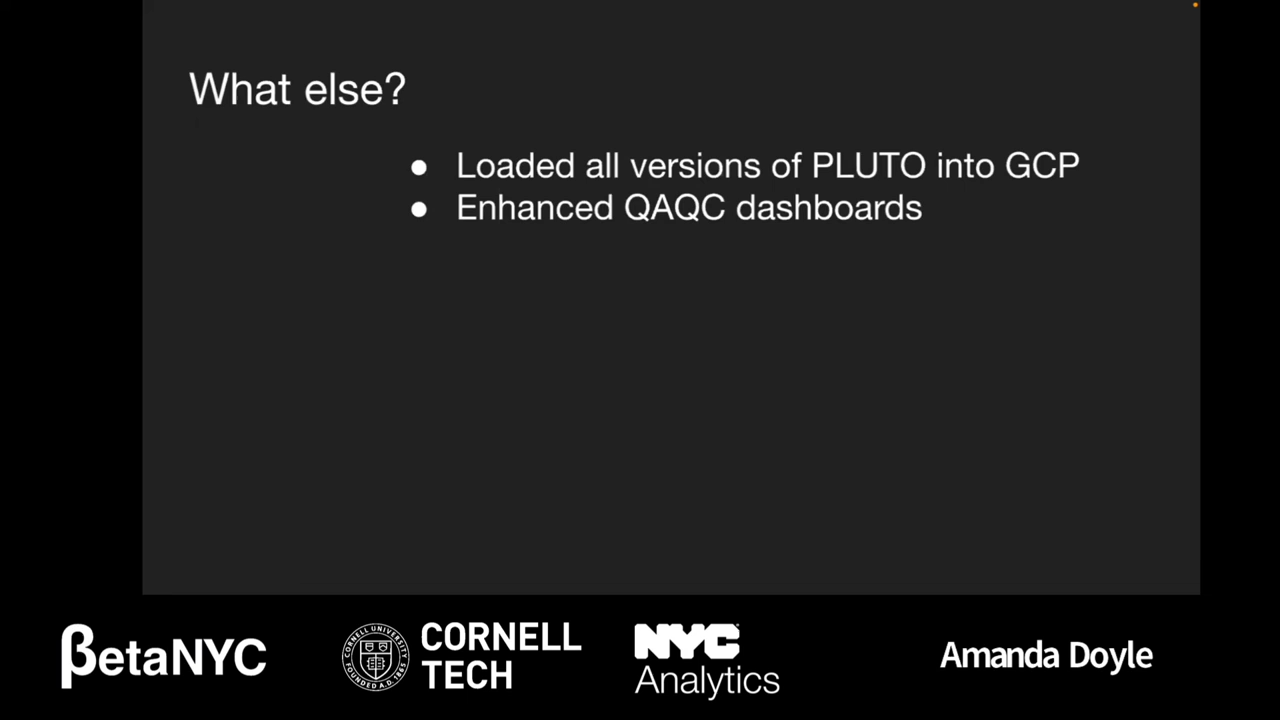 What else?
● Loaded all versions of PLUTO into GCP
● Enhanced QAQC dashboards
βetaNYC
CORNELL UNIVERSITY
FOUNDED A.D. 1865
CORNELL
TECH
NYC
Analytics
Amanda Doyle